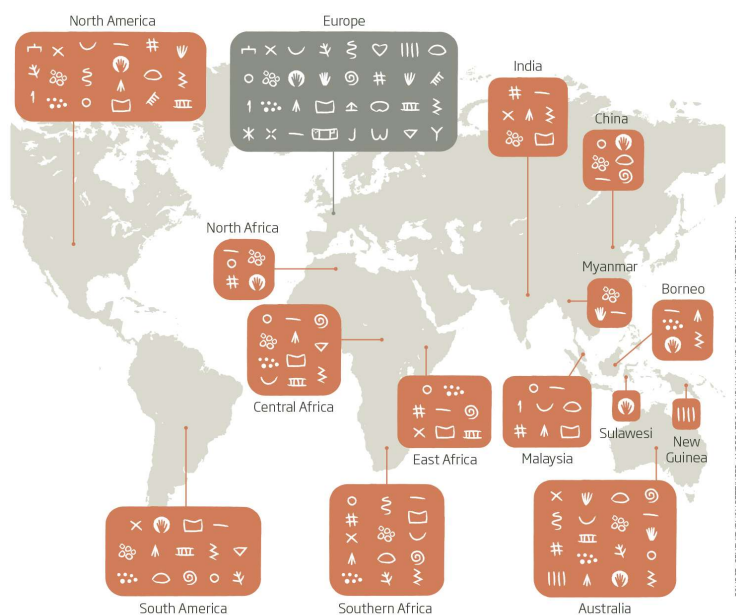 North America
Europe
India
China
North Africa
Myanmar
Borneo
Central Africa
East Africa
Malaysia
Sulawesi
New
Guinea
South America
Southern Africa
Australia